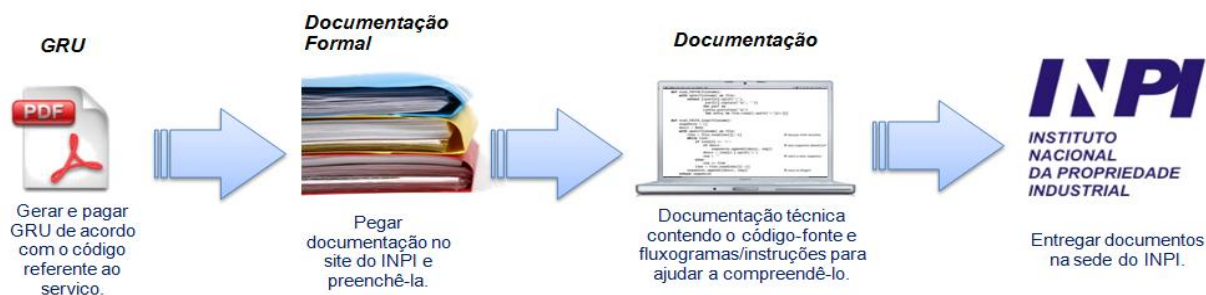 GRU
PDF
Gerar e pagar
GRU de acordo
com o código
referente ao
serviço.
Documentação
Formal
Pegar
documentação no
site do INPI e
preenchê-la.
Documentação
Documentação técnica
contendo o código-fonte e
fluxogramas/instruções para
ajudar a compreendê-lo.
INPI
INSTITUTO
NACIONAL
DA PROPRIEDADE
INDUSTRIAL
Entregar documentos
na sede do INPI.